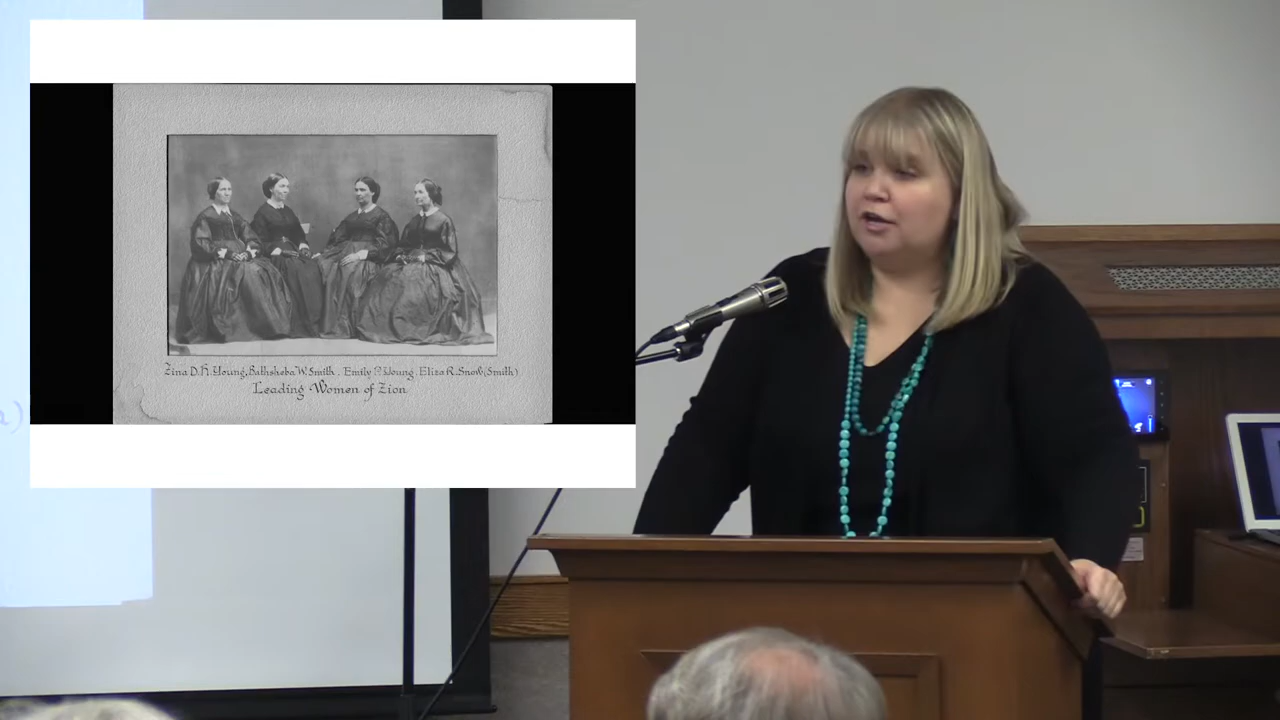 Zina D. H. Young, Bathsheba W. Smith, Emily P. Young, Eliza R. Snow (Smith)
Leading Women of Zion